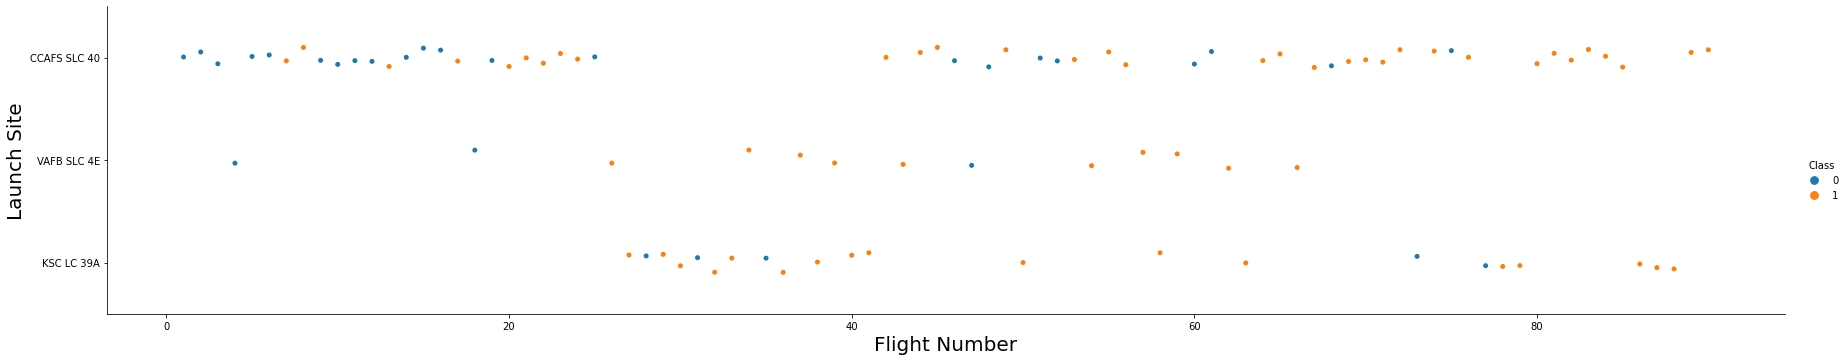 Launch Site
CCAFS SLC 40
VAFB SLC 4E
KSC LC 39A
0
20
40
60
80
Flight Number
Class
0
1